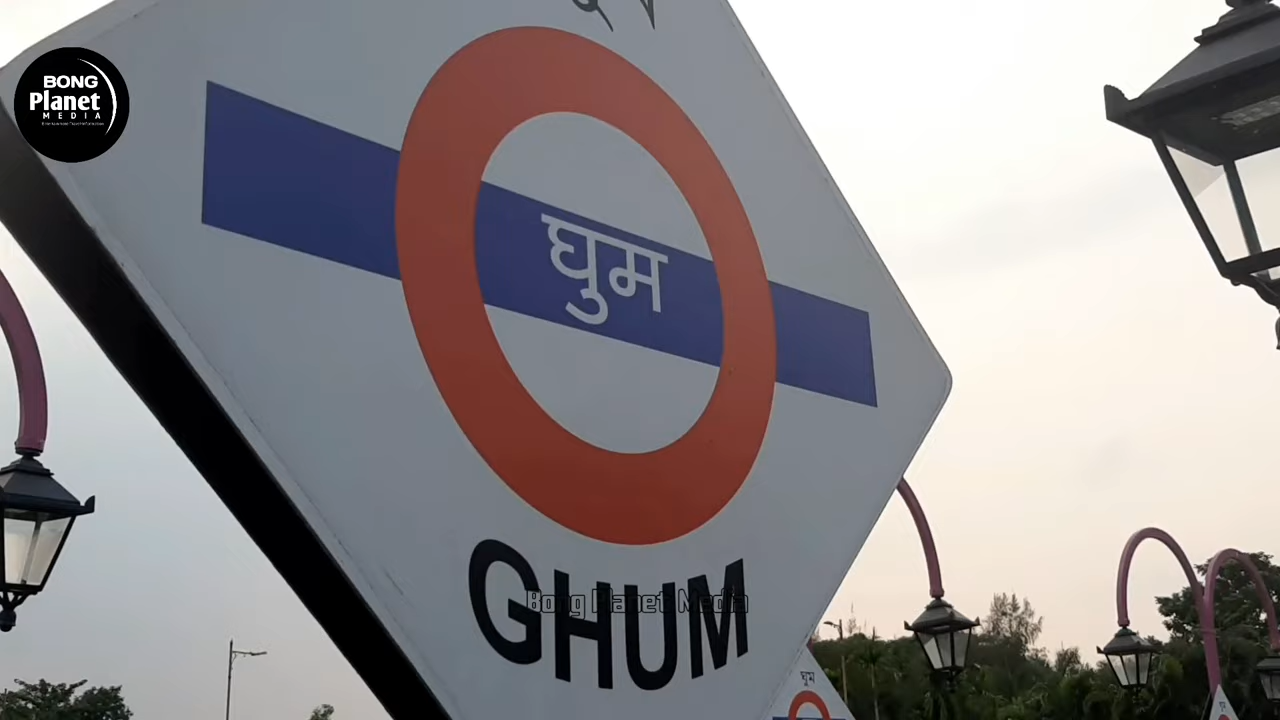 BONG
Planet
MEDIA
घुम
GHUM
Bong Planet Media
घुम